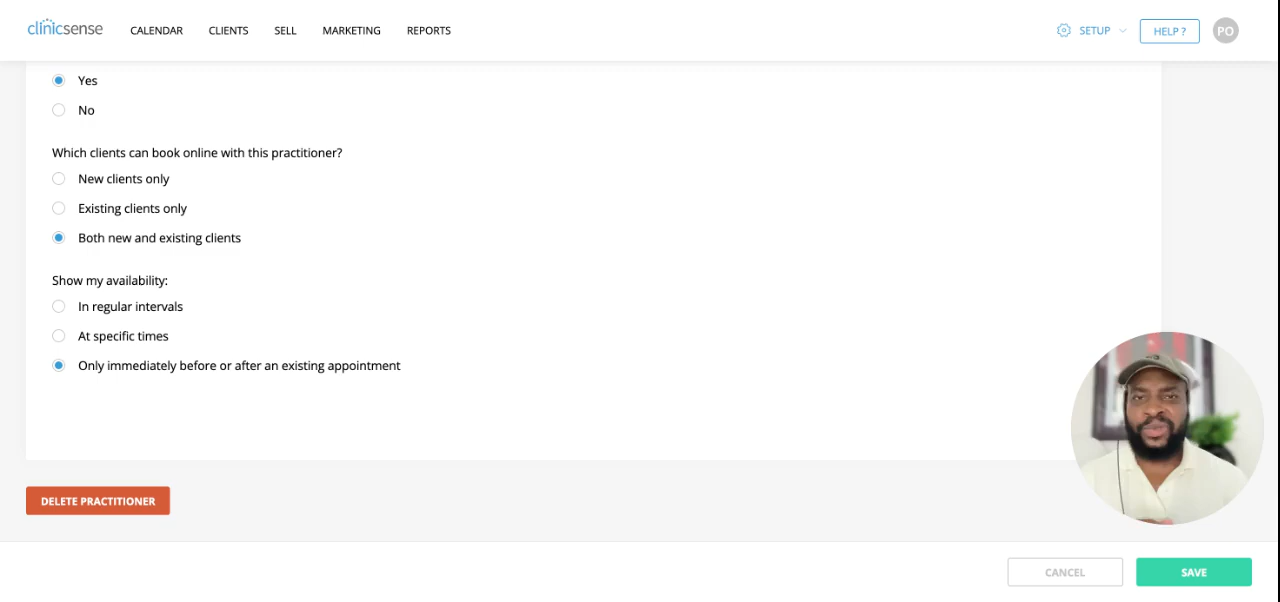 clinicsense
CALENDAR
CLIENTS
SELL
MARKETING
REPORTS
SETUP
HELP ?
PO
Yes
No
Which clients can book online with this practitioner?
New clients only
Existing clients only
Both new and existing clients
Show my availability:
In regular intervals
At specific times
Only immediately before or after an existing appointment
DELETE PRACTITIONER
CANCEL
SAVE